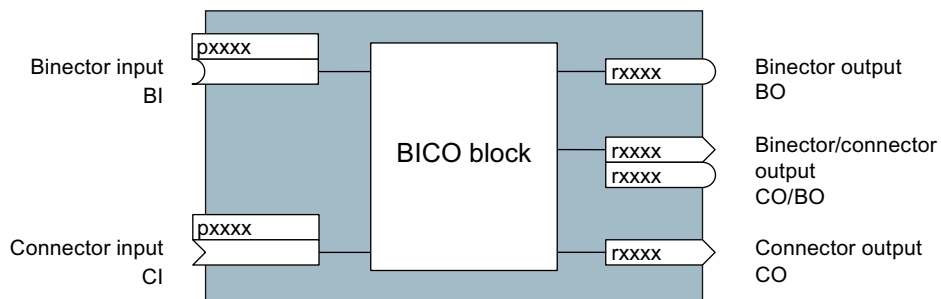 pxxxx
Binector input
BI
rxxxx
Binector output
BO
BICO block
rxxxx
rxxxx
Binector/connector
output
CO/BO
pxxxx
Connector input
CI
rxxxx
Connector output
CO